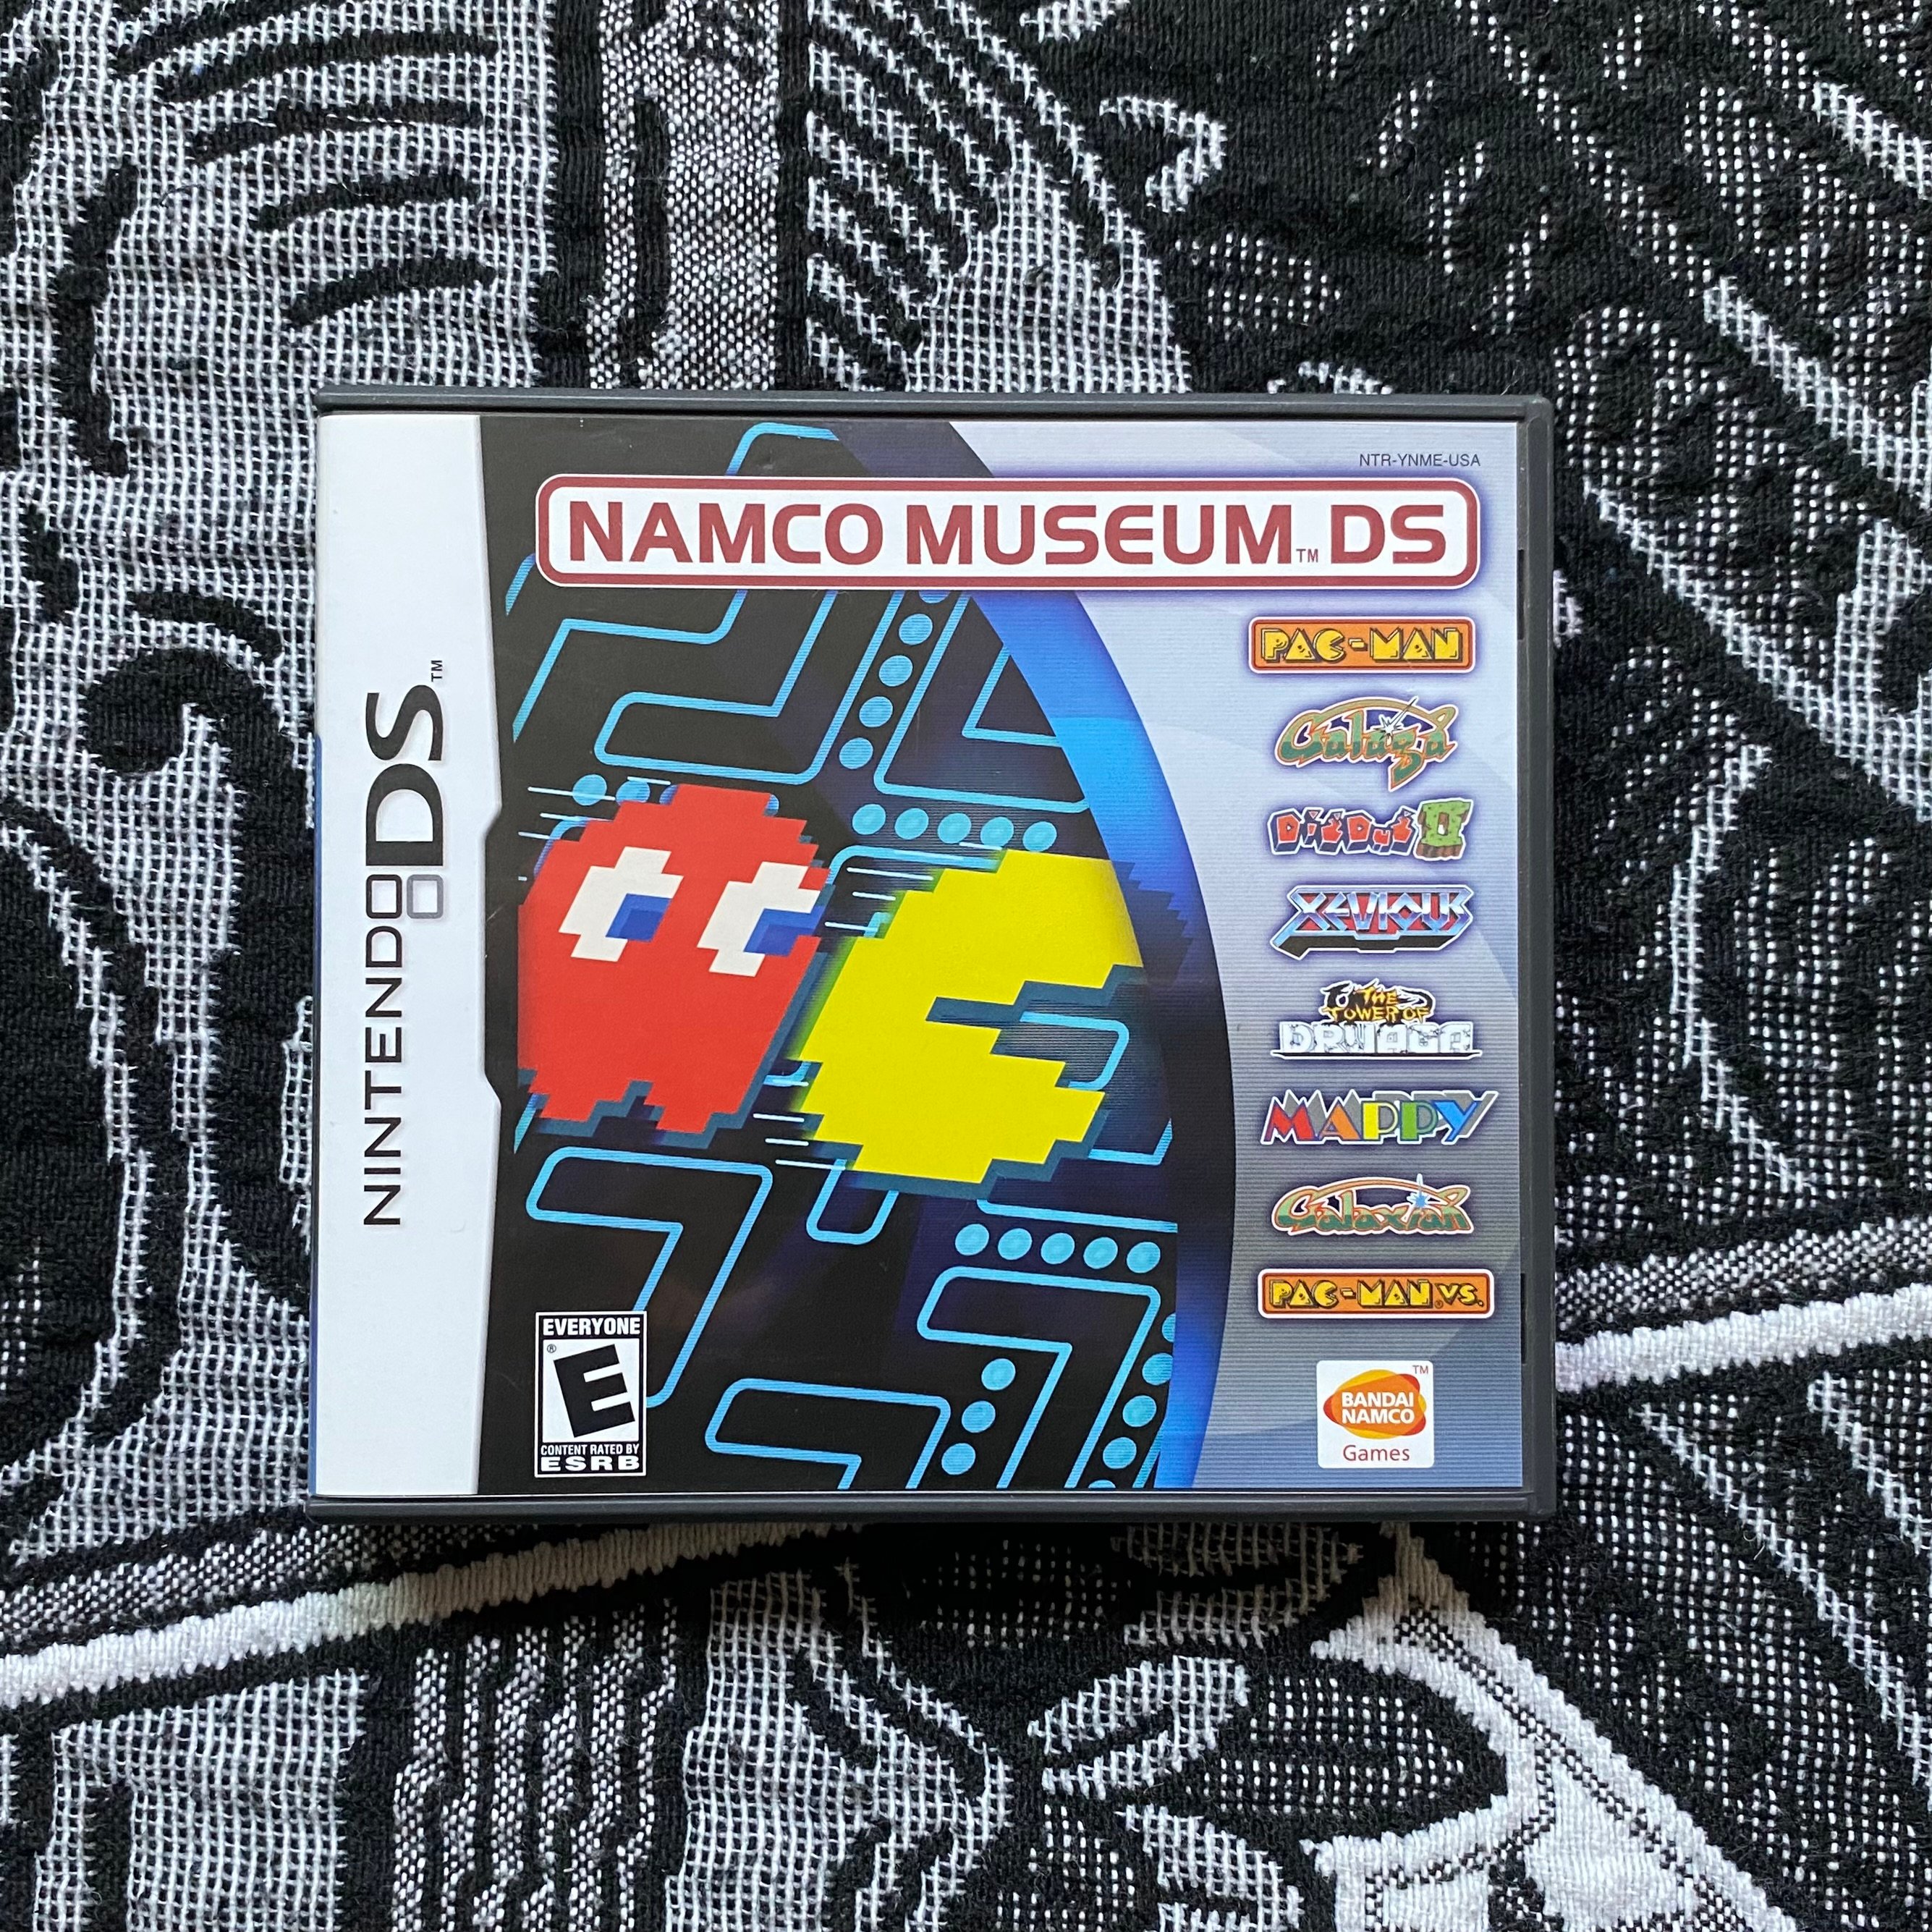 NTR-YNME-USA
NAMCO MUSEUM™ DS
NINTENDO DS™
PAC-MAN
Galaga
DIG DUG II
XEVIOUS
THE
TOWER OF
DRUAGA
MAPPY
Galaxian
PAC-MAN® VS.
EVERYONE
E®
CONTENT RATED BY
ESRB
BANDAI™
NAMCO
Games